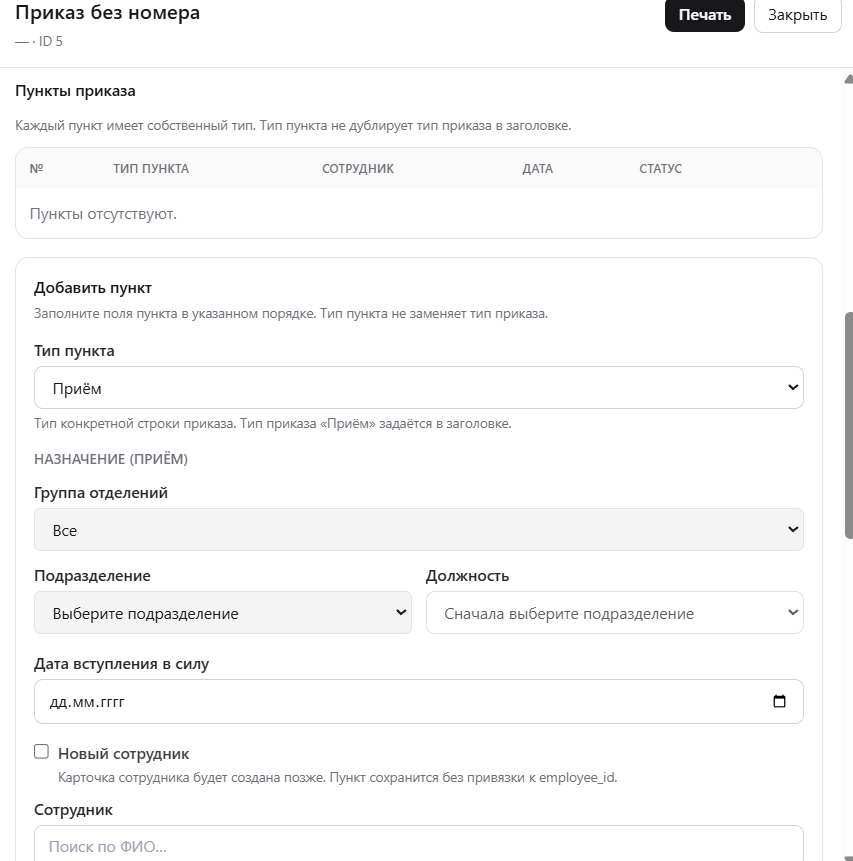 Приказ без номера
Печать
Закрыть
— · ID 5
Пункты приказа
Каждый пункт имеет собственный тип. Тип пункта не дублирует тип приказа в заголовке.
№ ТИП ПУНКТА СОТРУДНИК ДАТА СТАТУС
Пункты отсутствуют.
Добавить пункт
Заполните поля пункта в указанном порядке. Тип пункта не заменяет тип приказа.
Тип пункта
Приём
Тип конкретной строки приказа. Тип приказа «Приём» задаётся в заголовке.
НАЗНАЧЕНИЕ (ПРИЁМ)
Группа отделений
Все
Подразделение Должность
Выберите подразделение Сначала выберите подразделение
Дата вступления в силу
дд.мм.гггг
Новый сотрудник
Карточка сотрудника будет создана позже. Пункт сохранится без привязки к employee_id.
Сотрудник
Поиск по ФИО...